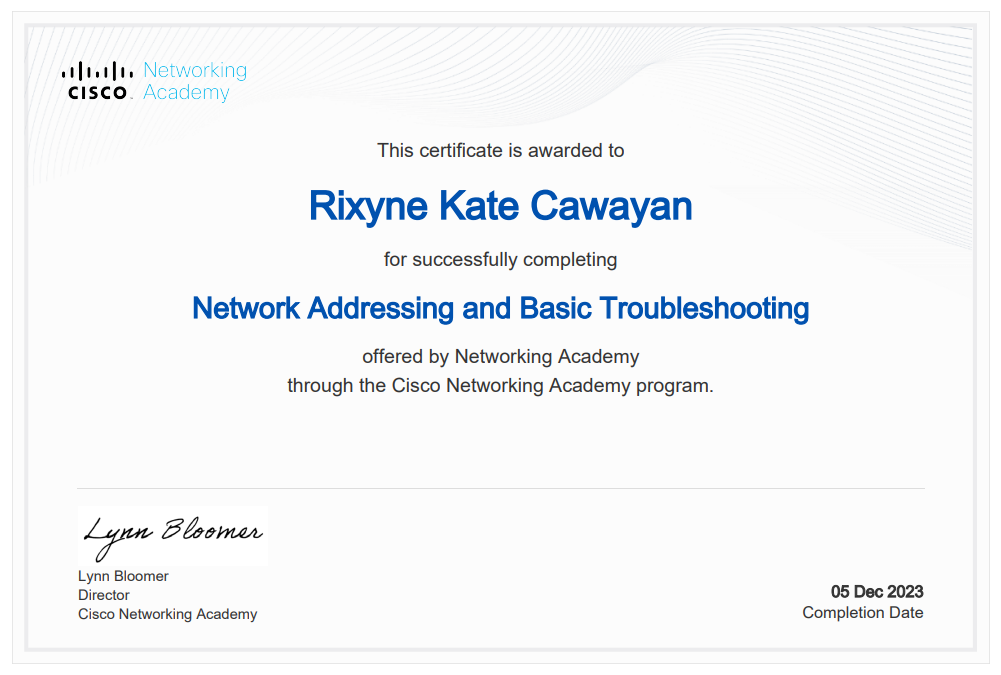 Networking
CISCO. Academy
This certificate is awarded to
Rixyne Kate Cawayan
for successfully completing
Network Addressing and Basic Troubleshooting
offered by Networking Academy
through the Cisco Networking Academy program.
Lynn Bloomer
Lynn Bloomer
Director
Cisco Networking Academy
05 Dec 2023
Completion Date